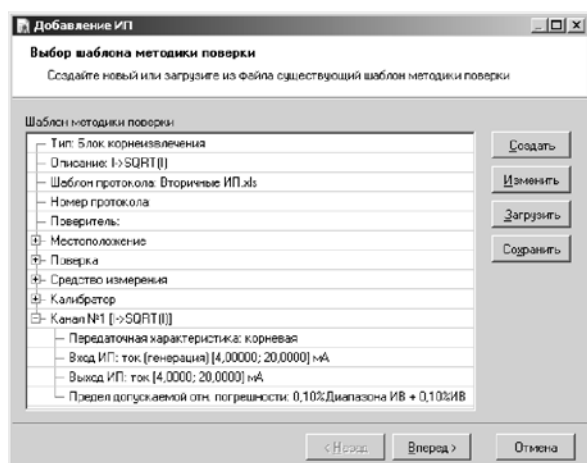 Добавление ИП
Выбор шаблона методики поверки
Создайте новый или загрузите из файла существующий шаблон методики поверки
Шаблон методики поверки
Тип: Блок корнеизвлечения
Описание: I->SQRT(I)
Шаблон протокола: Вторичные ИП.xls
Номер протокола
Поверитель:
Местоположение
Поверка
Средство измерения
Калибратор
Канал №1 [I->SQRT(I)]
Передаточная характеристика: корневая
Вход ИП: ток (генерация) [4,00000; 20,0000] мА
Выход ИП: ток [4,0000; 20,0000] мА
Предел допускаемой отн. погрешности: 0,10%Диапазона ИВ + 0,10%ИВ
Создать
Изменить
Загрузить
Сохранить
< Назад
Вперед >
Отмена